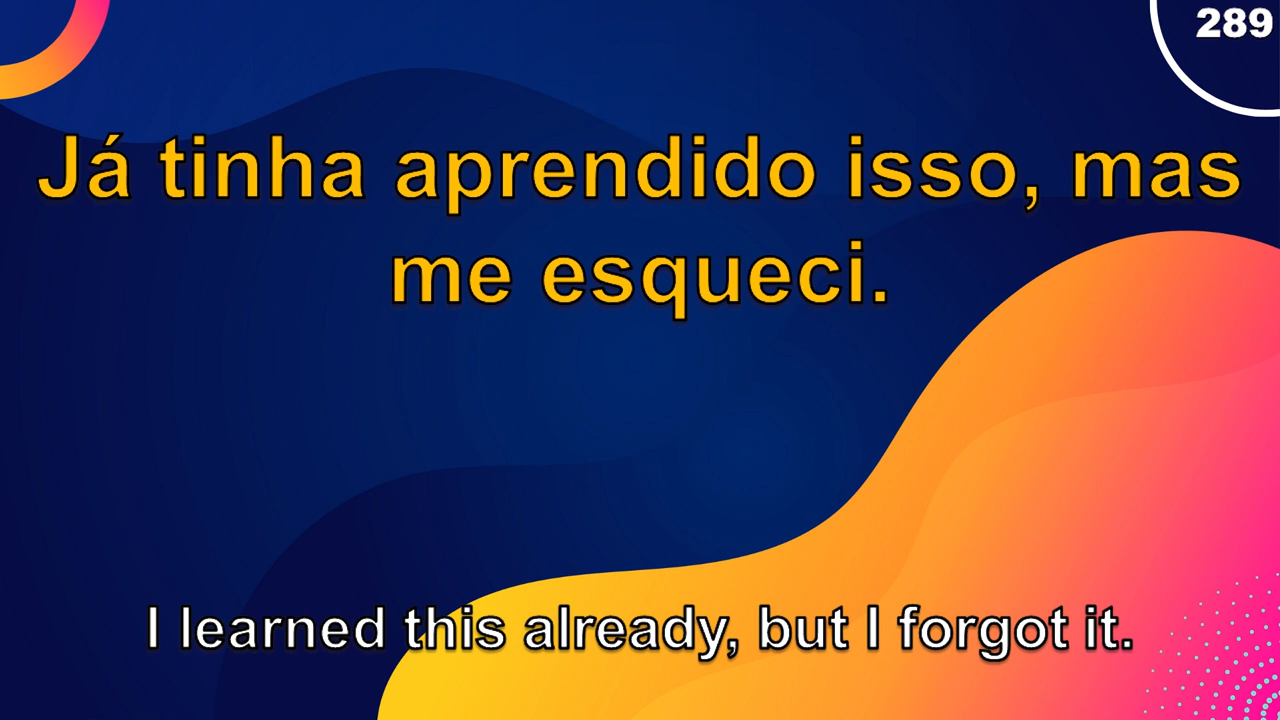 289
Já tinha aprendido isso, mas
me esqueci.
I learned this already, but I forgot it.